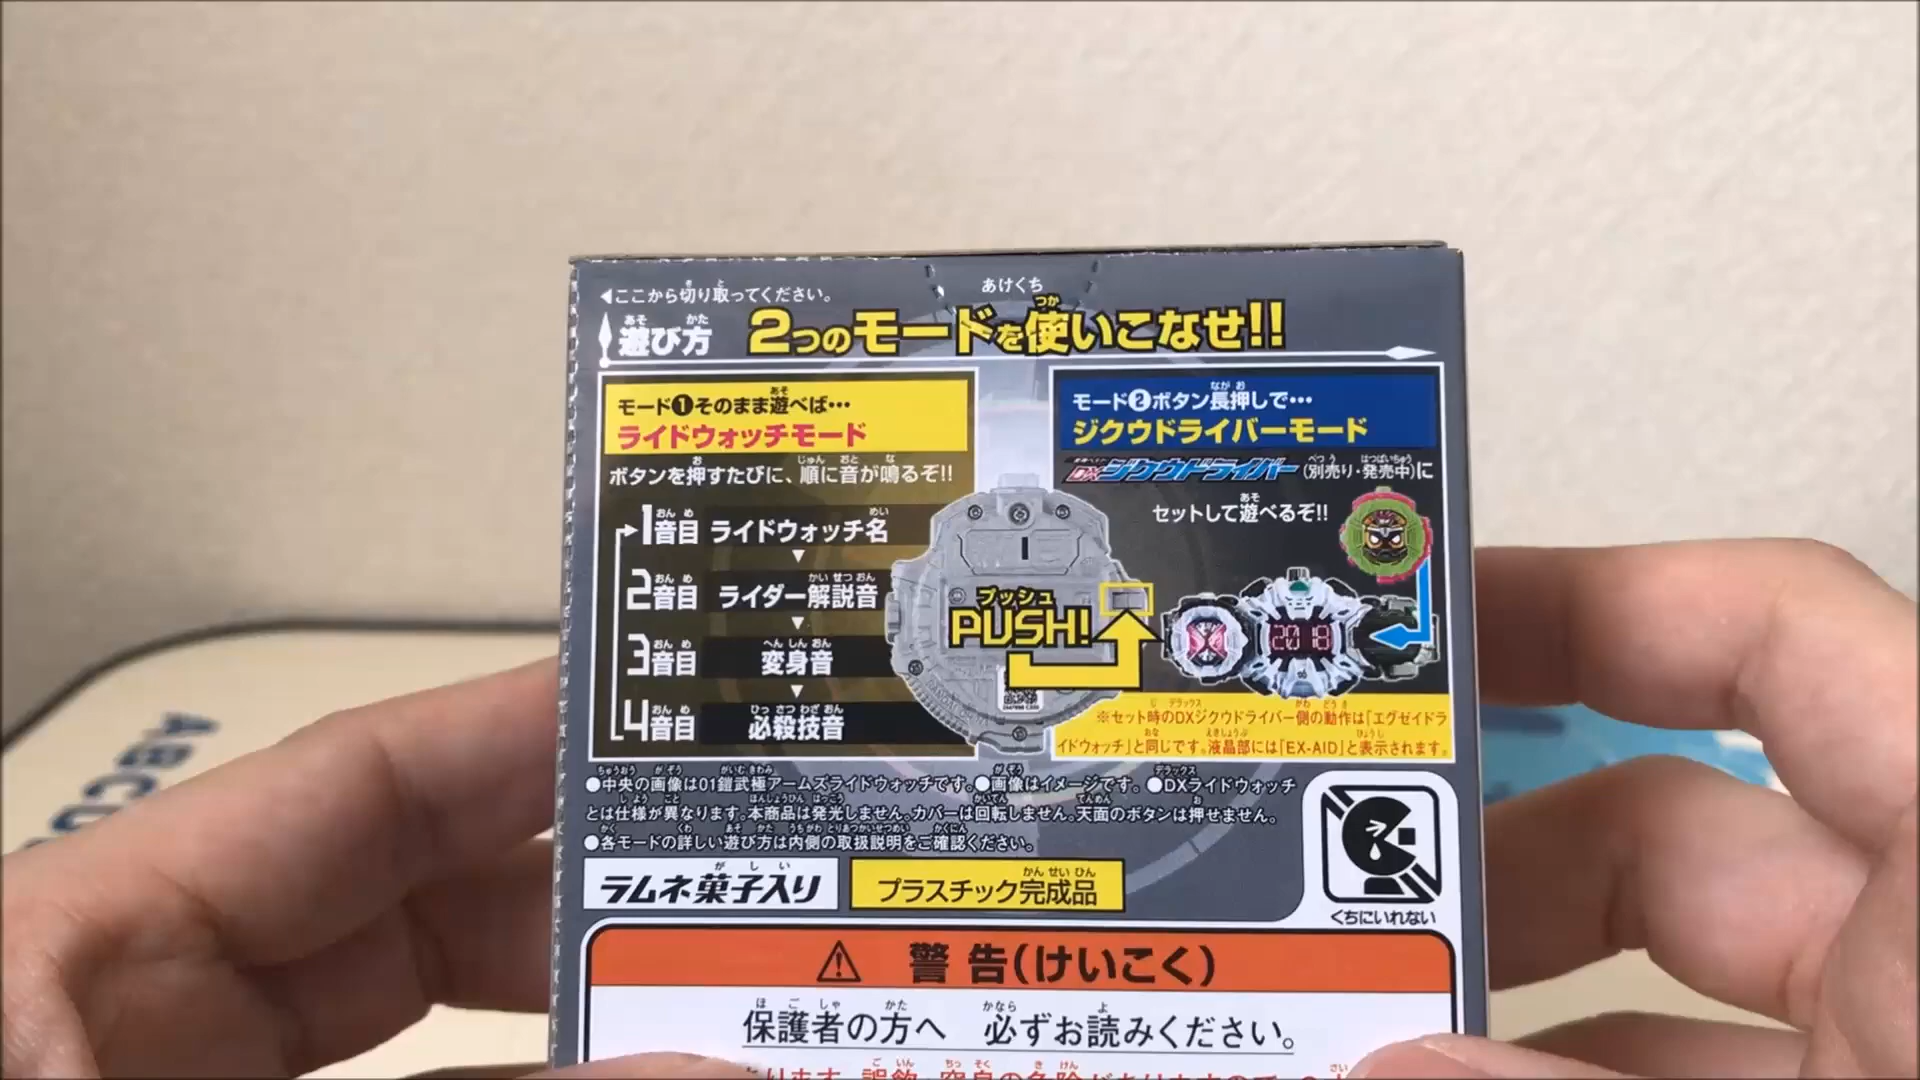 ◀ここから切り取ってください。
あけくち
遊び方 2つのモードを使いこなせ!!
モード❶そのまま遊べば…
ライドウォッチモード
ボタンを押すたびに、順に音が鳴るぞ!!
1音目 ライドウォッチ名
2音目 ライダー解説音
3音目 変身音
4音目 必殺技音
プッシュ
PUSH!
モード❷ボタン長押しで…
ジクウドライバーモード
DXジクウドライバー(別売り・発売中)に
セットして遊べるぞ!!
2018
※セット時のDXジクウドライバー側の動作は「エグゼイドラ
イドウォッチ」と同じです。液晶部には「EX-AID」と表示されます。
●中央の画像は01鎧武極アームズライドウォッチです。●画像はイメージです。●DXライドウォッチ
とは仕様が異なります。本商品は発光しません。カバーは回転しません。天面のボタンは押せません。
●各モードの詳しい遊び方は内側の取扱説明をご確認ください。
ラムネ菓子入り
プラスチック完成品
くちにいれない
⚠ 警告(けいこく)
保護者の方へ 必ずお読みください。